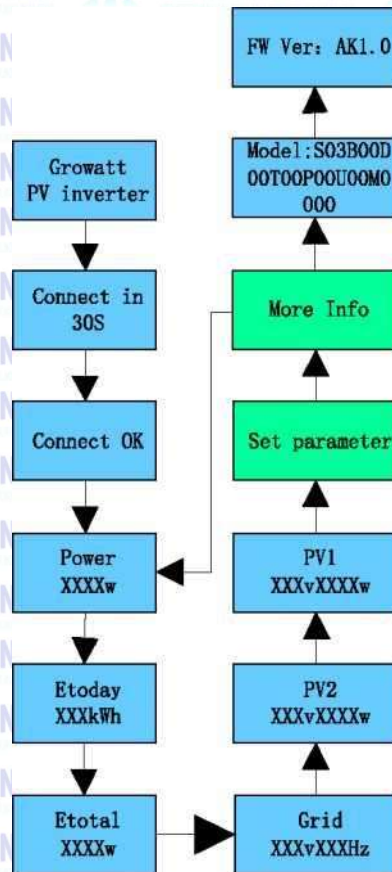 FW Ver: AK1.0
Model:S03B00D
00T00P00U00M0
000
Growatt
PV inverter
Connect in
30S
More Info
Connect OK
Set parameter
Power
XXXXw
PV1
XXXvXXXXw
Etoday
XXXkWh
PV2
XXXvXXXXw
Etotal
XXXXw
Grid
XXXvXXXHz